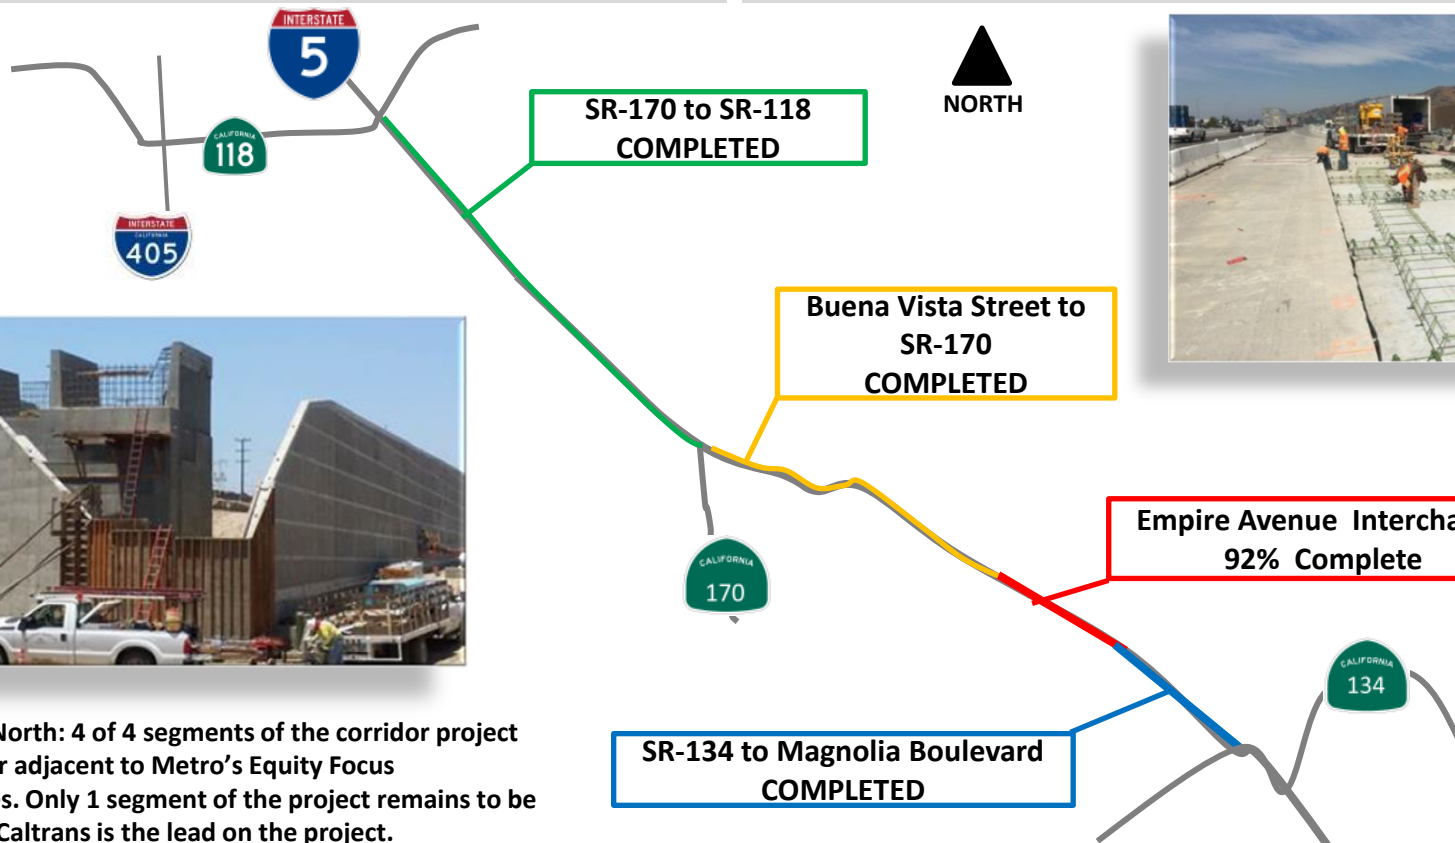 INTERSTATE
5
SR-170 to SR-118
COMPLETED
NORTH
CALIFORNIA
118
INTERSTATE
CALIFORNIA
405
Buena Vista Street to
SR-170
COMPLETED
Empire Avenue Intercha
92% Complete
CALIFORNIA
170
CALIFORNIA
134
North: 4 of 4 segments of the corridor project
r adjacent to Metro's Equity Focus
s. Only 1 segment of the project remains to be
Caltrans is the lead on the project.
SR-134 to Magnolia Boulevard
COMPLETED